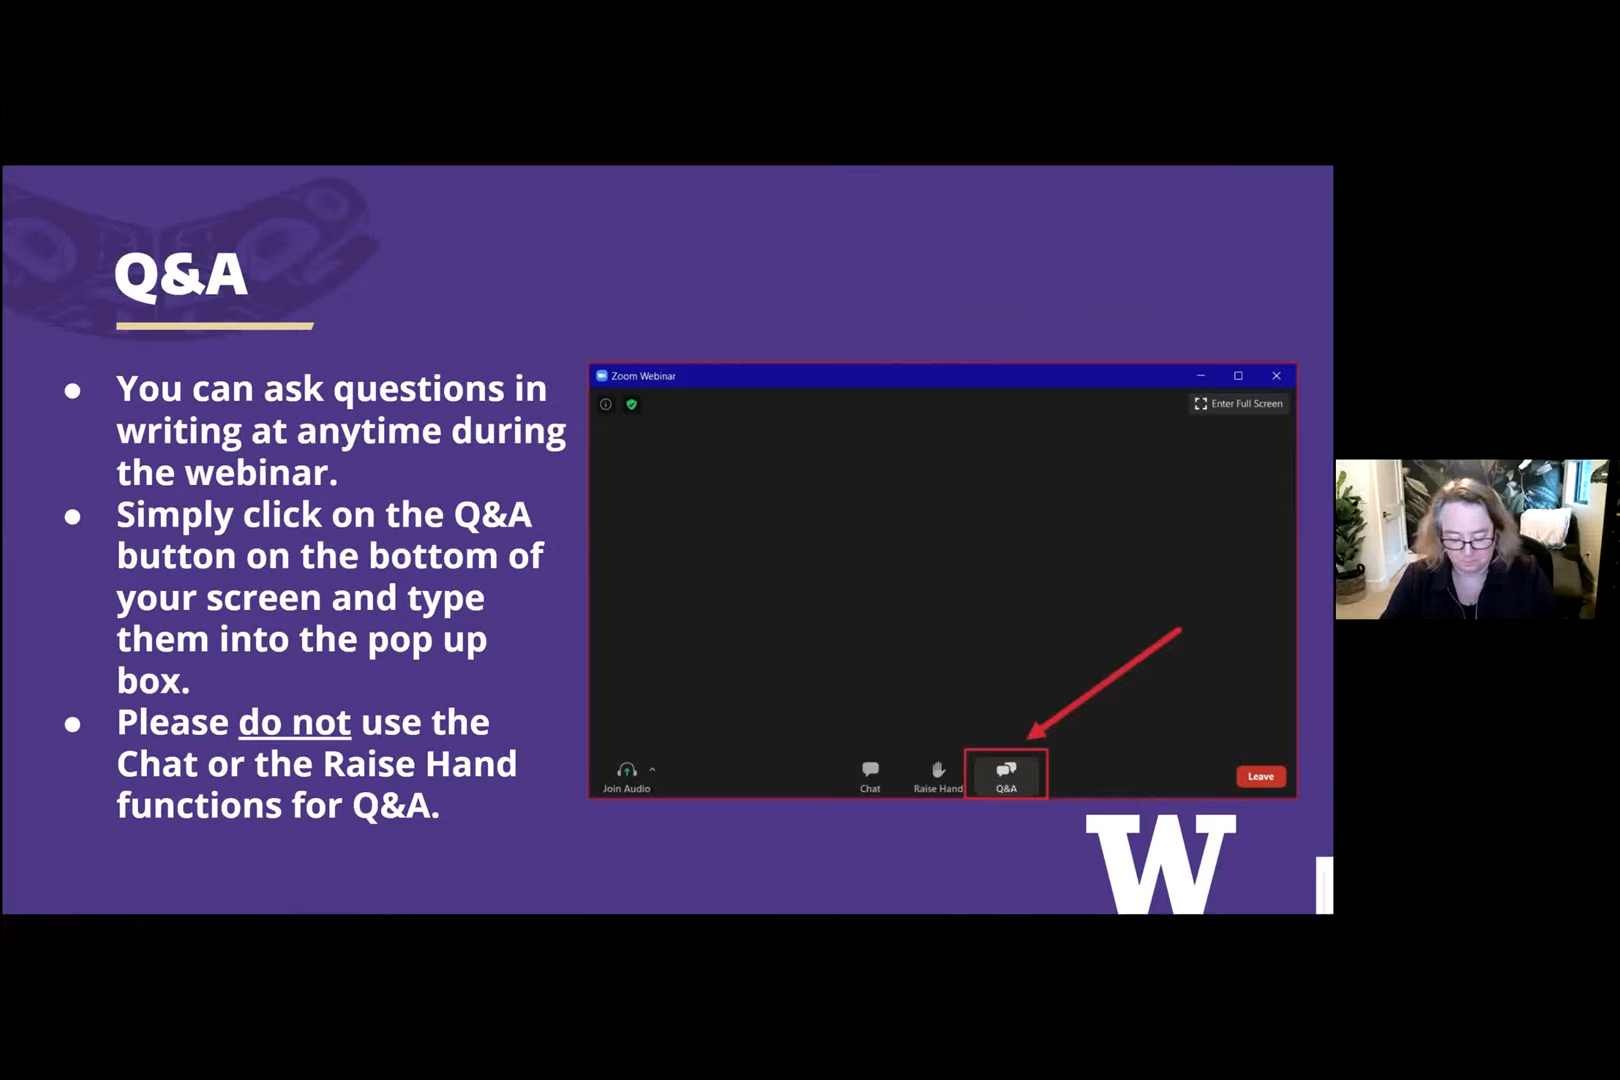 Q&A
● You can ask questions in
writing at anytime during
the webinar.
● Simply click on the Q&A
button on the bottom of
your screen and type
them into the pop up
box.
● Please do not use the
Chat or the Raise Hand
functions for Q&A.
Zoom Webinar
Enter Full Screen
Join Audio
Chat
Raise Hand
Q&A
Leave
W